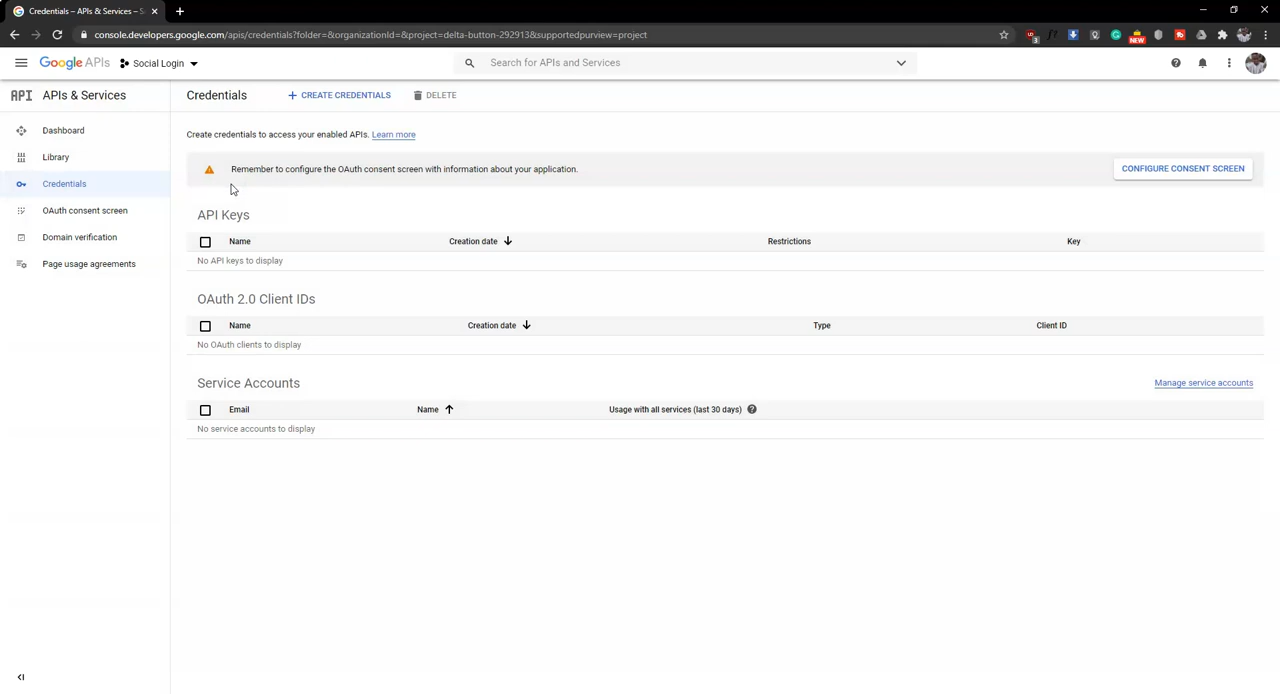 Credentials – APIs & Services – S
console.developers.google.com/apis/credentials?folder=&organizationId=&project=delta-button-292913&supportedpurview=project
Google APIs Social Login Search for APIs and Services
API APIs & Services Credentials CREATE CREDENTIALS DELETE
Dashboard
Library
Credentials
OAuth consent screen
Domain verification
Page usage agreements
Create credentials to access your enabled APIs. Learn more
Remember to configure the OAuth consent screen with information about your application. CONFIGURE CONSENT SCREEN
API Keys
Name Creation date Restrictions Key
No API keys to display
OAuth 2.0 Client IDs
Name Creation date Type Client ID
No OAuth clients to display
Service Accounts Manage service accounts
Email Name Usage with all services (last 30 days)
No service accounts to display
NEW
3